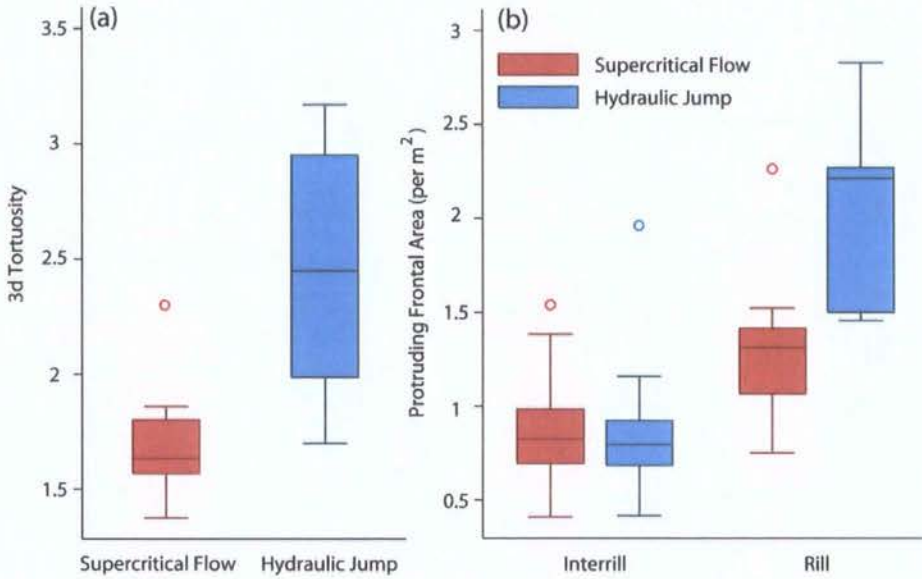 (a)
3.5
3
2.5
2
1.5
3d Tortuosity
Supercritical Flow
Hydraulic Jump
(b)
Supercritical Flow
Hydraulic Jump
3
2.5
2
1.5
1
0.5
Protruding Frontal Area (per m²)
Interrill
Rill